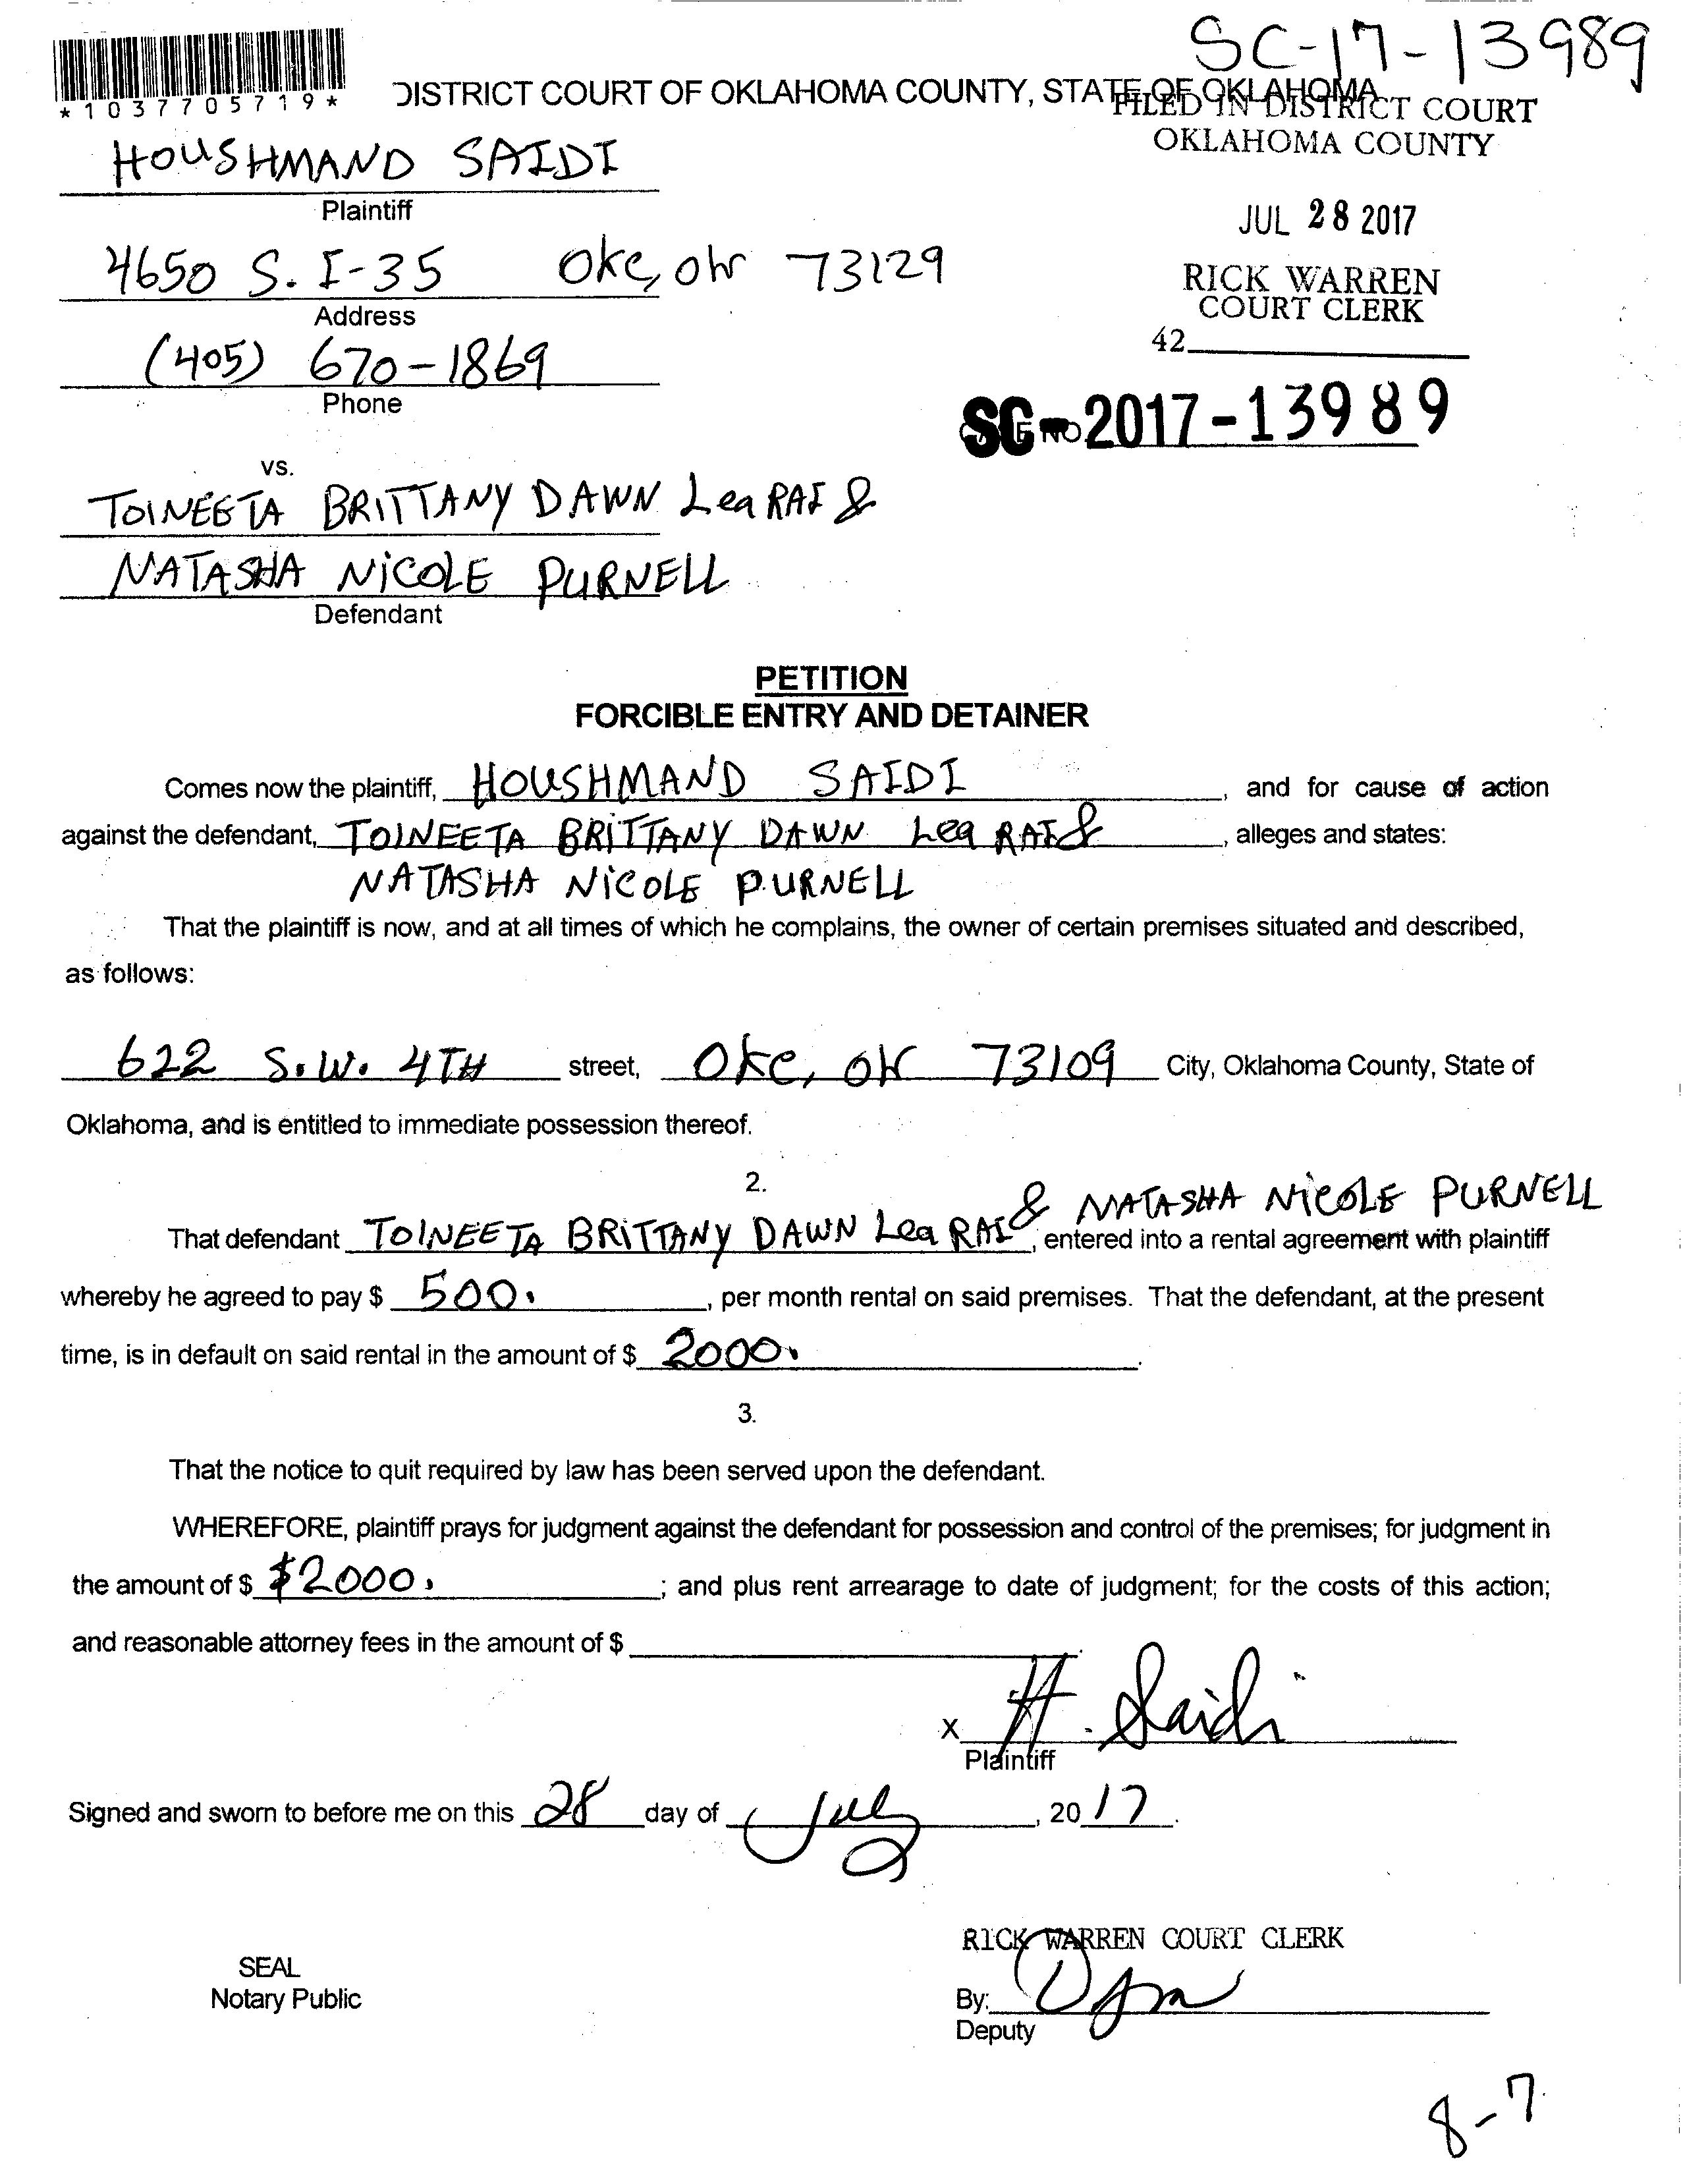 SC-17-13989
*1037705719*
DISTRICT COURT OF OKLAHOMA COUNTY, STATE OF OKLAHOMA
FILED IN DISTRICT COURT
OKLAHOMA COUNTY
HOUSHMAND SAIDI
Plaintiff
JUL 28 2017
4650 S. I-35 OKC, OK 73129
Address
RICK WARREN
COURT CLERK
42
(405) 670-1869
Phone
SC-2017-13989
vs.
TOINEETA BRITTANY DAWN Lea RAI &
NATASHA NICOLE PURNELL
Defendant
PETITION
FORCIBLE ENTRY AND DETAINER
Comes now the plaintiff, HOUSHMAND SAIDI, and for cause of action
against the defendant, TOINEETA BRITTANY DAWN Lea RAI &, alleges and states:
NATASHA NICOLE PURNELL
That the plaintiff is now, and at all times of which he complains, the owner of certain premises situated and described,
as follows:
622 S.W. 4TH street, OKC, OK 73109 City, Oklahoma County, State of
Oklahoma, and is entitled to immediate possession thereof.
2.
& NATASHA NICOLE PURNELL
That defendant TOINEETA BRITTANY DAWN Lea RAI, entered into a rental agreement with plaintiff
whereby he agreed to pay $ 500., per month rental on said premises. That the defendant, at the present
time, is in default on said rental in the amount of $ 2000.
3.
That the notice to quit required by law has been served upon the defendant.
WHEREFORE, plaintiff prays for judgment against the defendant for possession and control of the premises; for judgment in
the amount of $ $2000.; and plus rent arrearage to date of judgment; for the costs of this action;
and reasonable attorney fees in the amount of $
X H. Saidi
Plaintiff
Signed and sworn to before me on this 28 day of July, 2017.
RICK WARREN COURT CLERK
SEAL
Notary Public
By:
Deputy
8-7